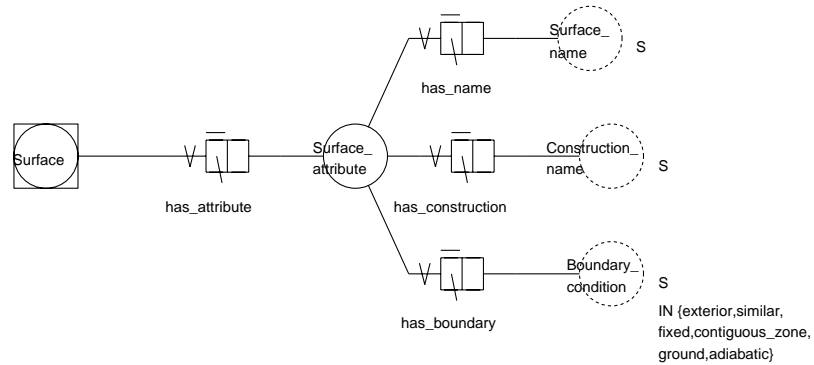 Surface_
name
S
has_name
Surface
Surface_
attribute
Construction_
name
S
has_attribute
has_construction
Boundary_
condition
S
has_boundary
IN {exterior,similar,
fixed,contiguous_zone,
ground,adiabatic}